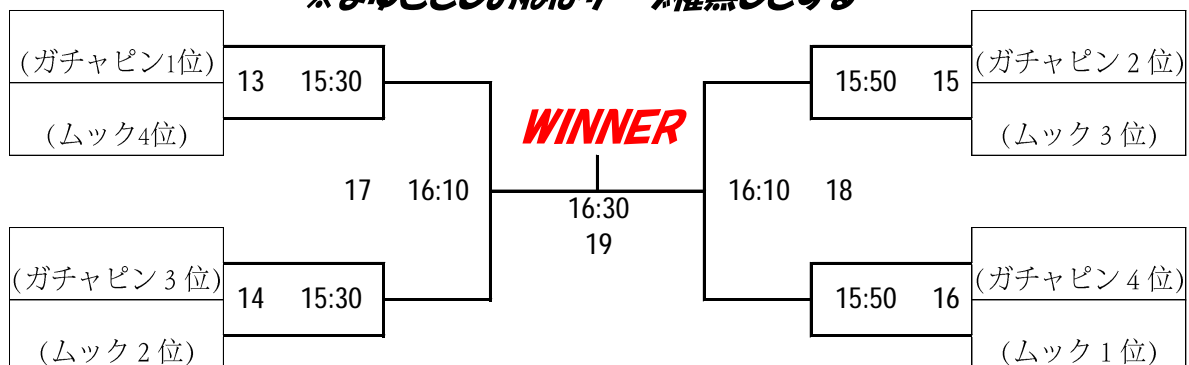 (ガチャピン1位)
13 15:30
(ムック4位)
15:50 15
(ガチャピン2位)
(ムック3位)
WINNER
17 16:10
16:30
19
16:10 18
(ガチャピン3位)
14 15:30
(ムック2位)
15:50 16
(ガチャピン4位)
(ムック1位)